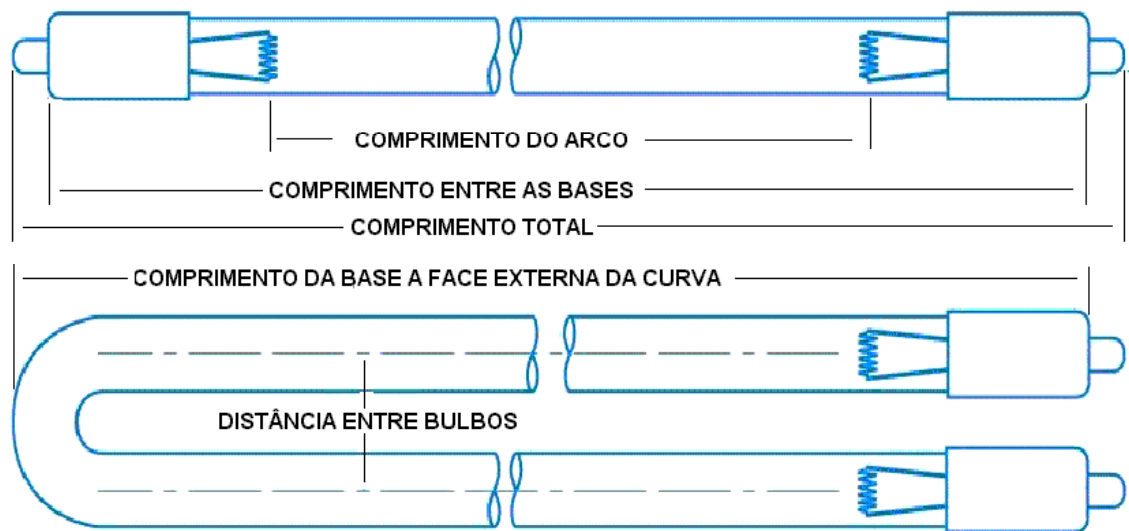 COMPRIMENTO DO ARCO
COMPRIMENTO ENTRE AS BASES
COMPRIMENTO TOTAL
COMPRIMENTO DA BASE A FACE EXTERNA DA CURVA
DISTÂNCIA ENTRE BULBOS